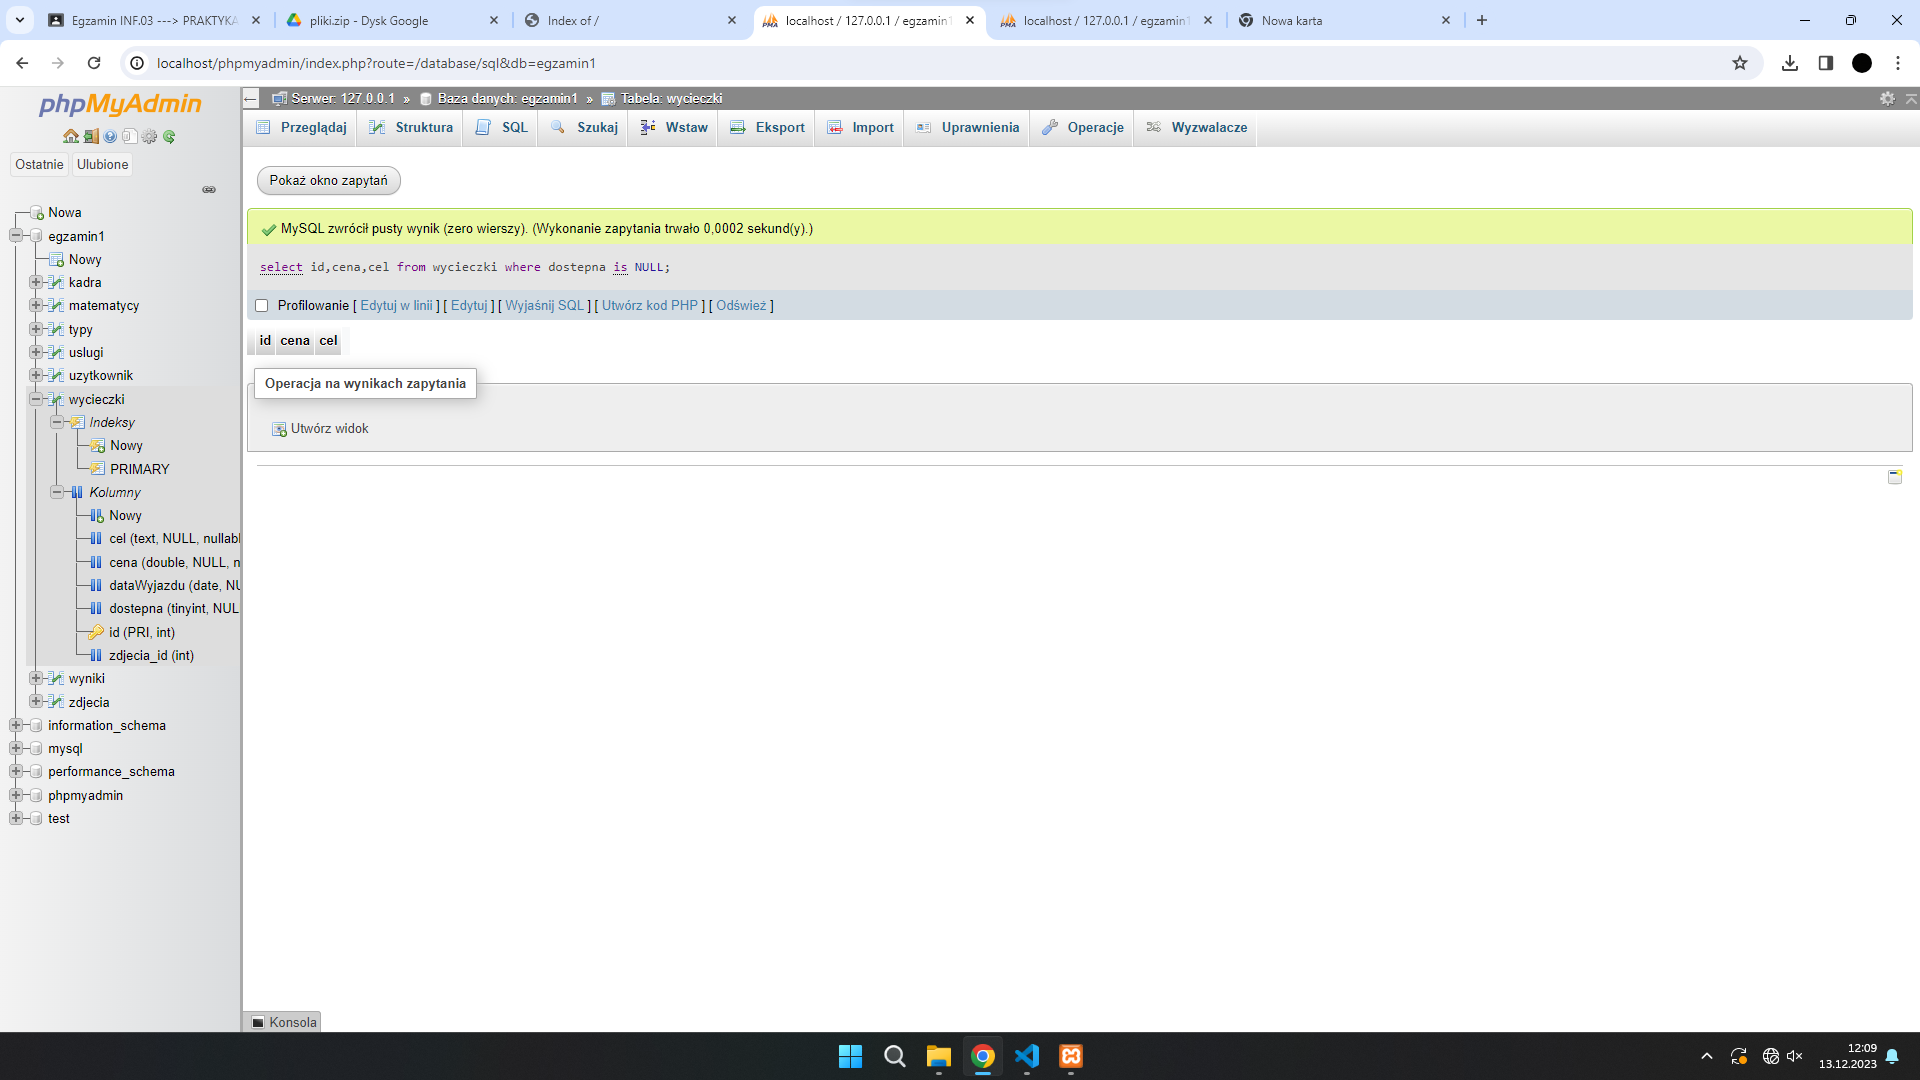 Egzamin INF.03 ---> PRAKTYKA
pliki.zip - Dysk Google
Index of /
localhost / 127.0.0.1 / egzamin1
localhost / 127.0.0.1 / egzamin1
Nowa karta
localhost/phpmyadmin/index.php?route=/database/sql&db=egzamin1
phpMyAdmin
Ostatnie
Ulubione
Nowa
egzamin1
Nowy
kadra
matematycy
typy
uslugi
uzytkownik
wycieczki
Indeksy
Nowy
PRIMARY
Kolumny
Nowy
cel (text, NULL, nullabl
cena (double, NULL, n
dataWyjazdu (date, NU
dostepna (tinyint, NUL
id (PRI, int)
zdjecia_id (int)
wyniki
zdjecia
information_schema
mysql
performance_schema
phpmyadmin
test
Serwer: 127.0.0.1 » Baza danych: egzamin1 » Tabela: wycieczki
Przeglądaj
Struktura
SQL
Szukaj
Wstaw
Eksport
Import
Uprawnienia
Operacje
Wyzwalacze
Pokaż okno zapytań
MySQL zwrócił pusty wynik (zero wierszy). (Wykonanie zapytania trwało 0,0002 sekund(y).)
select id,cena,cel from wycieczki where dostepna is NULL;
Profilowanie [ Edytuj w linii ] [ Edytuj ] [ Wyjaśnij SQL ] [ Utwórz kod PHP ] [ Odśwież ]
id cena cel
Operacja na wynikach zapytania
Utwórz widok
Konsola
12:09
13.12.2023